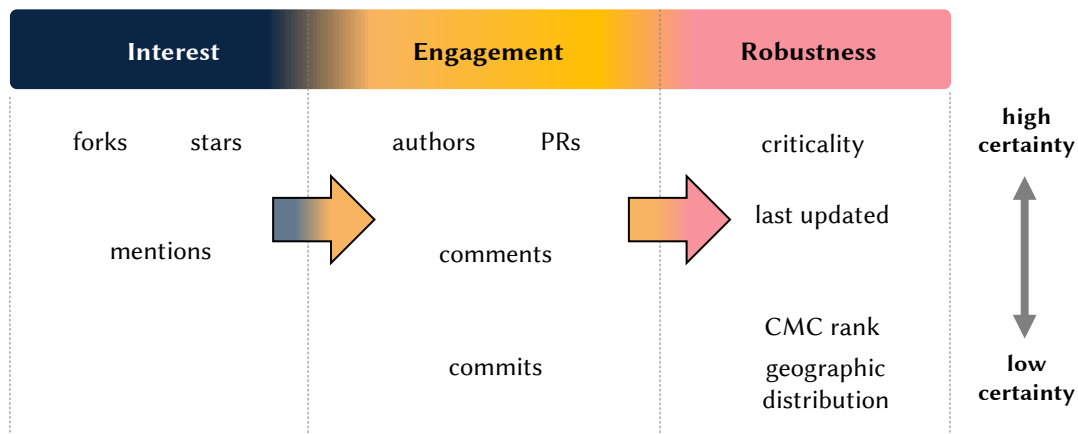 Interest Engagement Robustness
forks stars authors PRs criticality
high
certainty
last updated
mentions comments
CMC rank
commits geographic
distribution
low
certainty